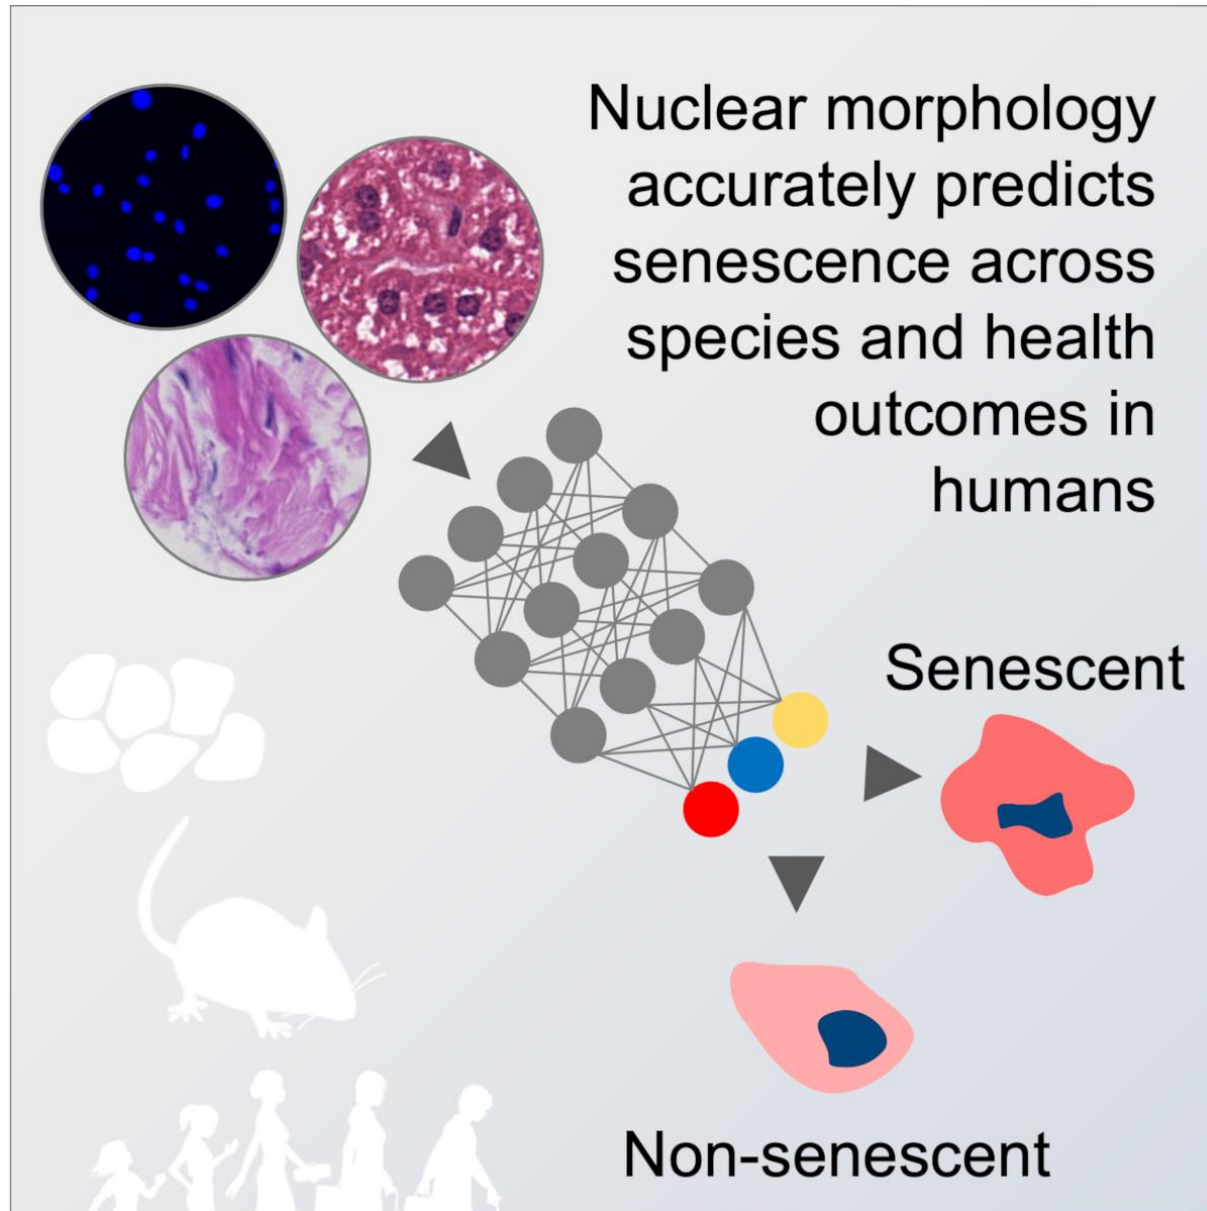 Nuclear morphology
accurately predicts
senescence across
species and health
outcomes in
humans
Senescent
Non-senescent